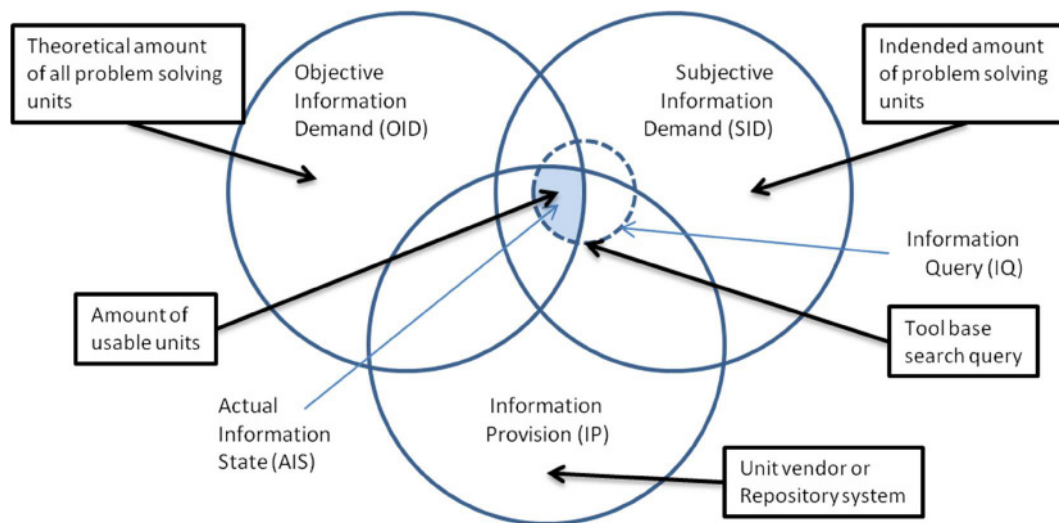 Theoretical amount
of all problem solving
units
Objective
Information
Demand (OID)
Subjective
Information
Demand (SID)
Indended amount
of problem solving
units
Information
Query (IQ)
Amount of
usable units
Tool base
search query
Actual
Information
State (AIS)
Information
Provision (IP)
Unit vendor or
Repository system